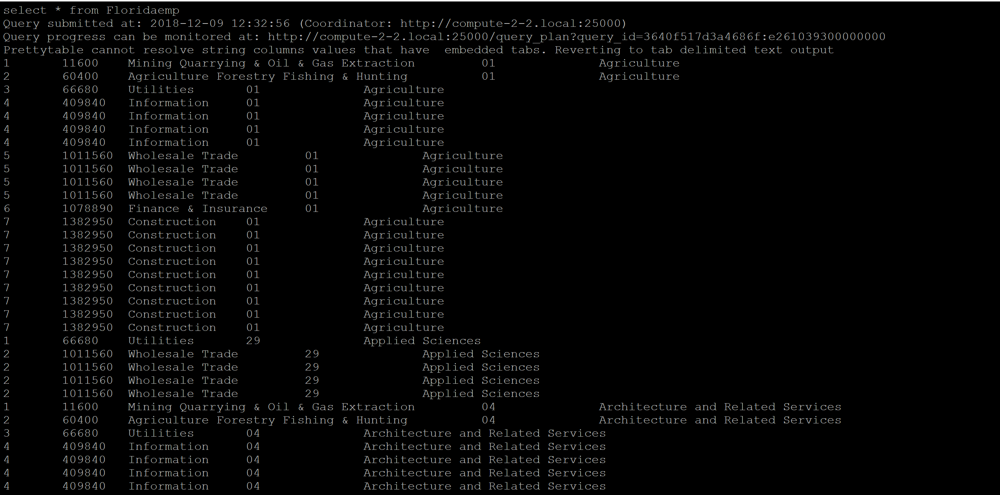 select * from Floridaemp
Query submitted at: 2018-12-09 12:32:56 (Coordinator: http://compute-2-2.local:25000)
Query progress can be monitored at: http://compute-2-2.local:25000/query_plan?query_id=3640f517d3a4686f:e261039300000000
Prettytable cannot resolve string columns values that have  embedded tabs. Reverting to tab delimited text output
1	11600	Mining Quarrying & Oil & Gas Extraction	01	Agriculture
2	60400	Agriculture Forestry Fishing & Hunting	01	Agriculture
3	66680	Utilities	01	Agriculture
4	409840	Information	01	Agriculture
4	409840	Information	01	Agriculture
4	409840	Information	01	Agriculture
4	409840	Information	01	Agriculture
5	1011560	Wholesale Trade	01	Agriculture
5	1011560	Wholesale Trade	01	Agriculture
5	1011560	Wholesale Trade	01	Agriculture
5	1011560	Wholesale Trade	01	Agriculture
6	1078890	Finance & Insurance	01	Agriculture
7	1382950	Construction	01	Agriculture
7	1382950	Construction	01	Agriculture
7	1382950	Construction	01	Agriculture
7	1382950	Construction	01	Agriculture
7	1382950	Construction	01	Agriculture
7	1382950	Construction	01	Agriculture
7	1382950	Construction	01	Agriculture
7	1382950	Construction	01	Agriculture
7	1382950	Construction	01	Agriculture
1	66680	Utilities	29	Applied Sciences
2	1011560	Wholesale Trade	29	Applied Sciences
2	1011560	Wholesale Trade	29	Applied Sciences
2	1011560	Wholesale Trade	29	Applied Sciences
2	1011560	Wholesale Trade	29	Applied Sciences
1	11600	Mining Quarrying & Oil & Gas Extraction	04	Architecture and Related Services
2	60400	Agriculture Forestry Fishing & Hunting	04	Architecture and Related Services
3	66680	Utilities	04	Architecture and Related Services
4	409840	Information	04	Architecture and Related Services
4	409840	Information	04	Architecture and Related Services
4	409840	Information	04	Architecture and Related Services
4	409840	Information	04	Architecture and Related Services